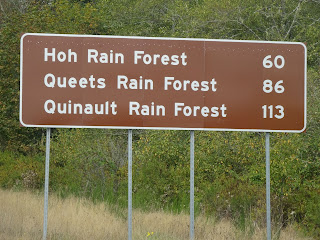 Hoh Rain Forest 60
Queets Rain Forest 86
Quinault Rain Forest 113